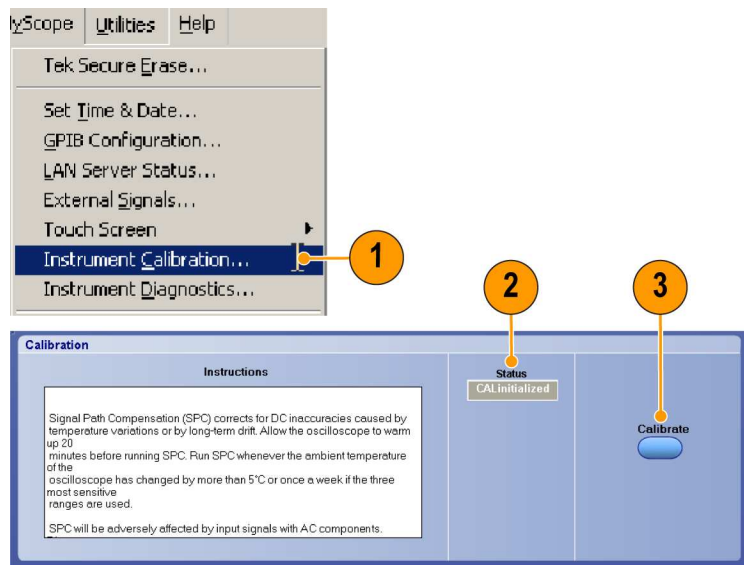 yScope Utilities Help
Tek Secure Erase...
Set Time & Date...
GPIB Configuration...
LAN Server Status...
External Signals...
Touch Screen
Instrument Calibration...
Instrument Diagnostics...
1
2
3
Calibration
Instructions
Status
CALinitialized
Calibrate
Signal Path Compensation (SPC) corrects for DC inaccuracies caused by
temperature variations or by long-term drift. Allow the oscilloscope to warm
up 20
minutes before running SPC. Run SPC whenever the ambient temperature
of the
oscilloscope has changed by more than 5°C or once a week if the three
most sensitive
ranges are used.
SPC will be adversely affected by input signals with AC components.